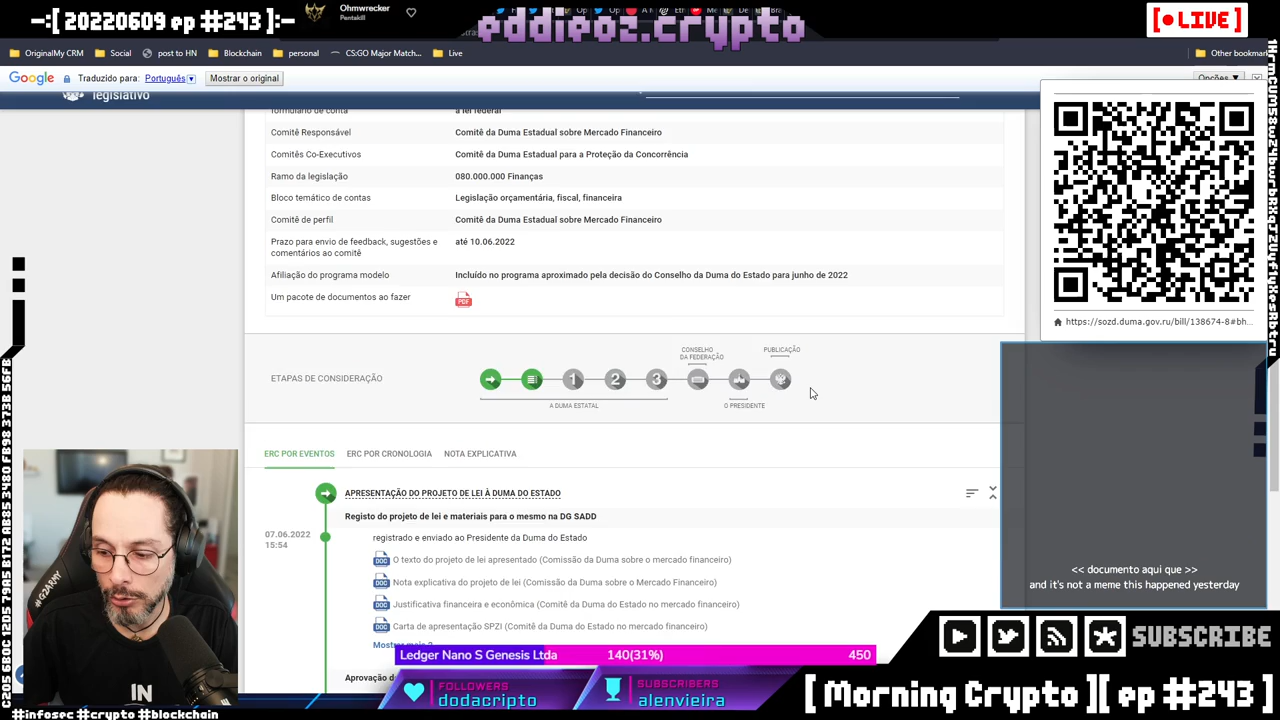 -:[ 20220609 ep #243 ]:-
Ohmwrecker
Pentakill
eddieoz.crypto
[ LIVE ]
OriginalMy CRM
Social
post to HN
Blockchain
personal
CS:GO Major Match...
Live
Other bookmar
Google
Traduzido para: Português
Mostrar o original
Opções
legislativo
formulário de conta
a lei federal
Comitê Responsável
Comitê da Duma Estadual sobre Mercado Financeiro
Comitês Co-Executivos
Comitê da Duma Estadual para a Proteção da Concorrência
Ramo da legislação
080.000.000 Finanças
Bloco temático de contas
Legislação orçamentária, fiscal, financeira
Comitê de perfil
Comitê da Duma Estadual sobre Mercado Financeiro
Prazo para envio de feedback, sugestões e
comentários ao comitê
até 10.06.2022
Afiliação do programa modelo
Incluído no programa aproximado pela decisão do Conselho da Duma do Estado para junho de 2022
Um pacote de documentos ao fazer
PDF
https://sozd.duma.gov.ru/bill/138674-8#bh...
CONSELHO
DA FEDERAÇÃO
PUBLICAÇÃO
ETAPAS DE CONSIDERAÇÃO
1
2
3
A DUMA ESTATAL
O PRESIDENTE
ERC POR EVENTOS
ERC POR CRONOLOGIA
NOTA EXPLICATIVA
APRESENTAÇÃO DO PROJETO DE LEI À DUMA DO ESTADO
Registo do projeto de lei e materiais para o mesmo na DG SADD
07.06.2022
15:54
registrado e enviado ao Presidente da Duma do Estado
DOC O texto do projeto de lei apresentado (Comissão da Duma sobre o mercado financeiro)
DOC Nota explicativa do projeto de lei (Comissão da Duma sobre o Mercado Financeiro)
DOC Justificativa financeira e econômica (Comitê da Duma do Estado no mercado financeiro)
DOC Carta de apresentação SPZI (Comitê da Duma do Estado no mercado financeiro)
Aprovação d
<< documento aqui que >>
and it's not a meme this happened yesterday
Ledger Nano S Genesis Ltda
140(31%)
450
FOLLOWERS
dodacripto
SUBSCRIBERS
alenvieira
SUBSCRIBE
[ Morning Crypto ][ ep #243 ]
#G2ARMY
IN
#infosec #crypto #blockchain